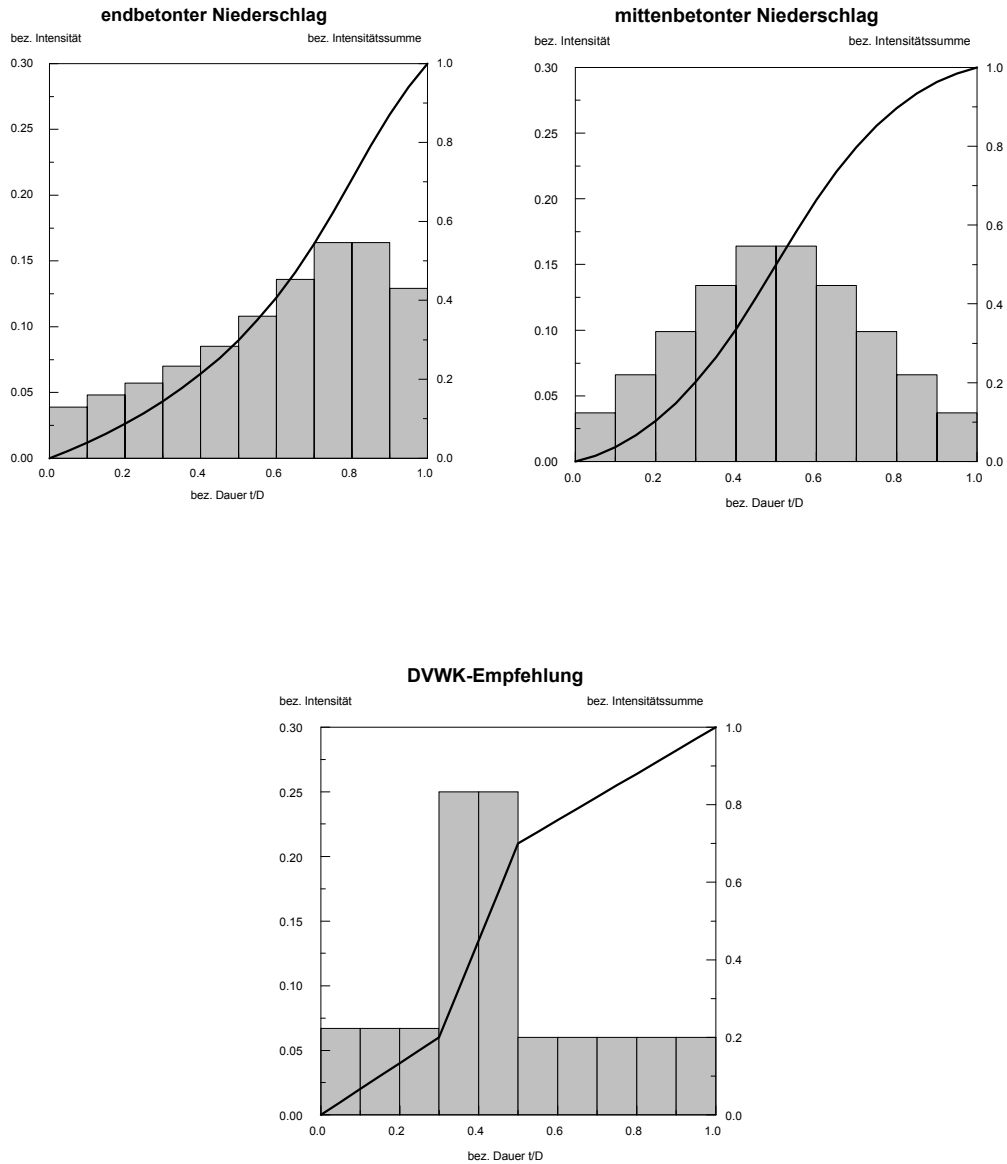 endbetonter Niederschlag
bez. Intensität bez. Intensitätssumme
0.30 1.0
0.25
0.8
0.20
0.6
0.15
0.4
0.10
0.05 0.2
0.00 0.0
0.0 0.2 0.4 0.6 0.8 1.0
bez. Dauer t/D
mittenbetonter Niederschlag
bez. Intensität bez. Intensitätssumme
0.30 1.0
0.25
0.8
0.20
0.6
0.15
0.4
0.10
0.05 0.2
0.00 0.0
0.0 0.2 0.4 0.6 0.8 1.0
bez. Dauer t/D
DVWK-Empfehlung
bez. Intensität bez. Intensitätssumme
0.30 1.0
0.25
0.8
0.20
0.6
0.15
0.4
0.10
0.05 0.2
0.00 0.0
0.0 0.2 0.4 0.6 0.8 1.0
bez. Dauer t/D